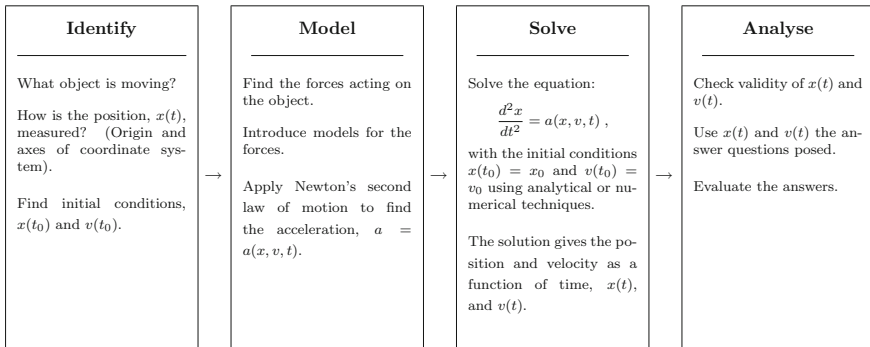 Identify
What object is moving?
How is the position, x(t),
measured? (Origin and
axes of coordinate sys-
tem).
Find initial conditions,
x(t₀) and v(t₀).
→
Model
Find the forces acting on
the object.
Introduce models for the
forces.
Apply Newton's second
law of motion to find
the acceleration, a =
a(x, v, t).
→
Solve
Solve the equation:
d²x/dt² = a(x, v, t) ,
with the initial conditions
x(t₀) = x₀ and v(t₀) =
v₀ using analytical or nu-
merical techniques.
The solution gives the po-
sition and velocity as a
function of time, x(t),
and v(t).
→
Analyse
Check validity of x(t) and
v(t).
Use x(t) and v(t) the an-
swer questions posed.
Evaluate the answers.